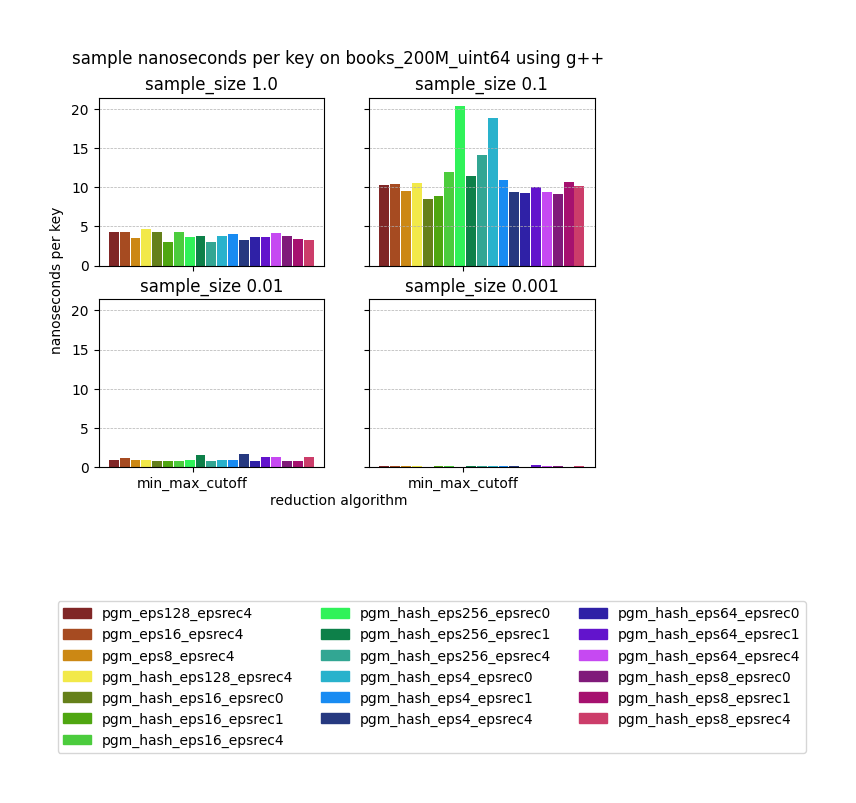 sample nanoseconds per key on books_200M_uint64 using g++
sample_size 1.0
sample_size 0.1
20
15
10
5
0
nanoseconds per key
sample_size 0.01
sample_size 0.001
20
15
10
5
0
min_max_cutoff
min_max_cutoff
reduction algorithm
pgm_eps128_epsrec4
pgm_eps16_epsrec4
pgm_eps8_epsrec4
pgm_hash_eps128_epsrec4
pgm_hash_eps16_epsrec0
pgm_hash_eps16_epsrec1
pgm_hash_eps16_epsrec4
pgm_hash_eps256_epsrec0
pgm_hash_eps256_epsrec1
pgm_hash_eps256_epsrec4
pgm_hash_eps4_epsrec0
pgm_hash_eps4_epsrec1
pgm_hash_eps4_epsrec4
pgm_hash_eps64_epsrec0
pgm_hash_eps64_epsrec1
pgm_hash_eps64_epsrec4
pgm_hash_eps8_epsrec0
pgm_hash_eps8_epsrec1
pgm_hash_eps8_epsrec4